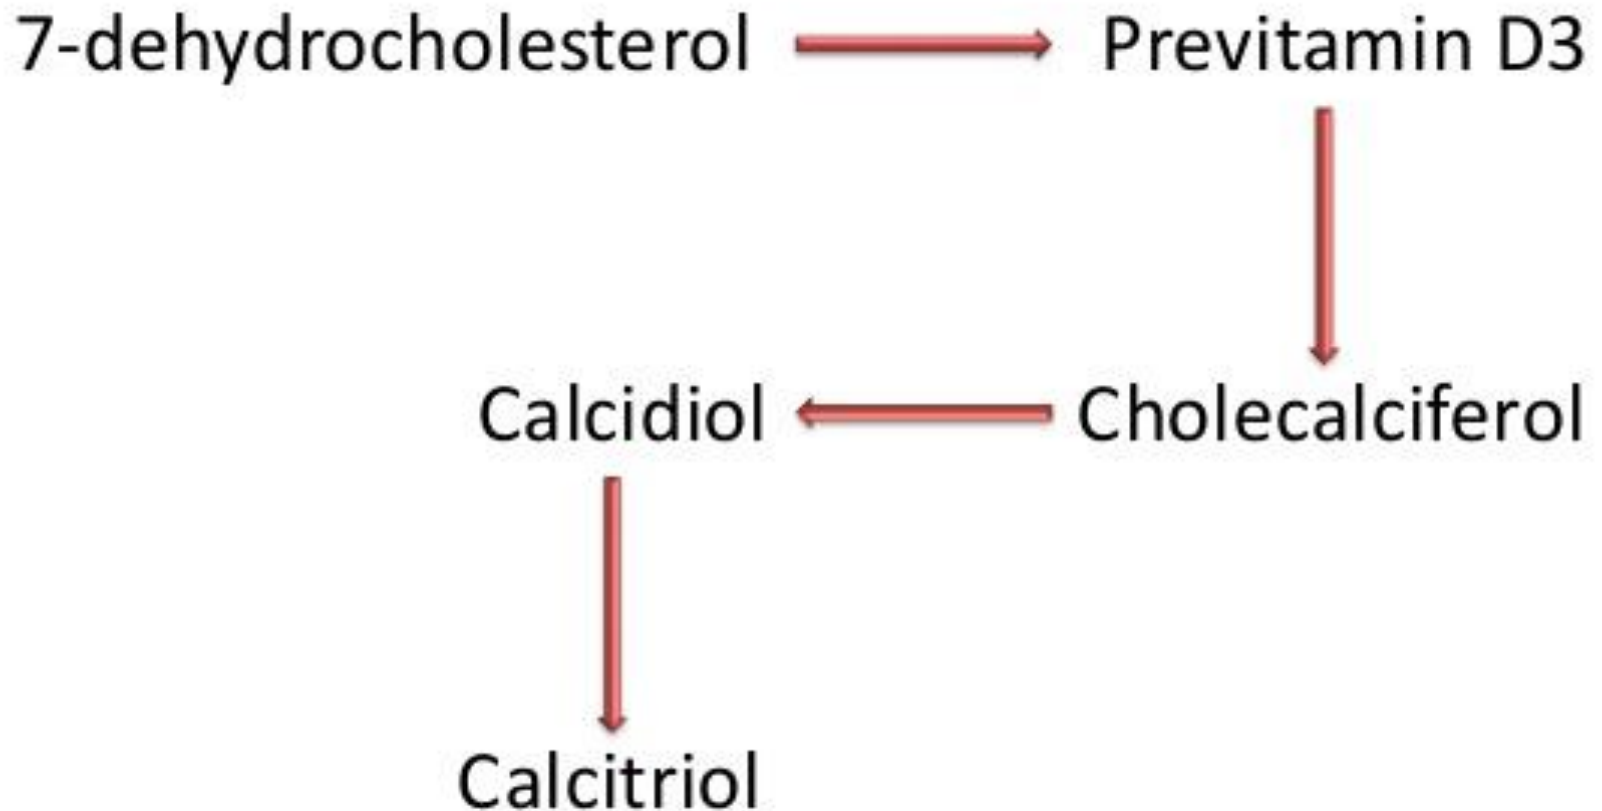 7-dehydrocholesterol
Previtamin D3
Cholecalciferol
Calcidiol
Calcitriol